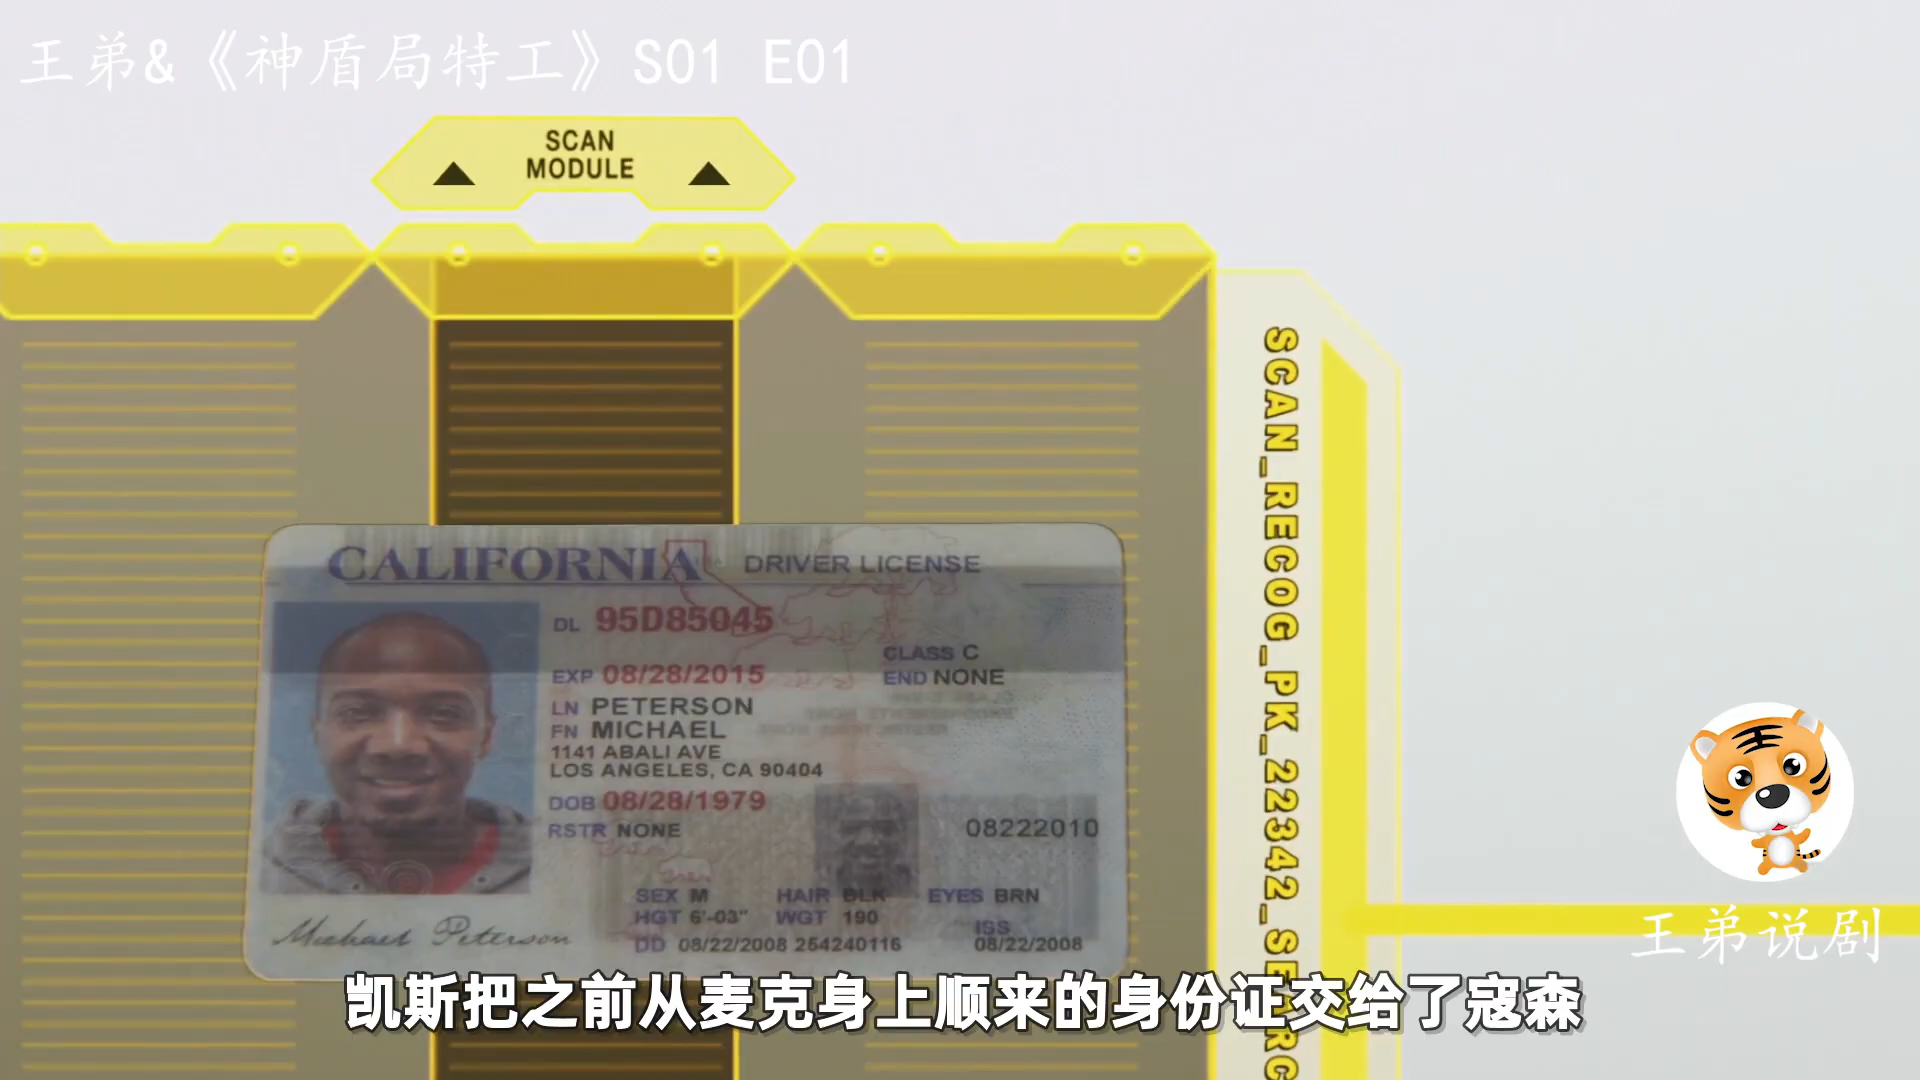 王弟&《神盾局特工》S01 E01
SCAN
MODULE
SCAN_RECOG_PK_22342_SEARC
CALIFORNIA DRIVER LICENSE
DL 95D85045
CLASS C
EXP 08/28/2015
END NONE
LN PETERSON
FN MICHAEL
1141 ABALI AVE
LOS ANGELES, CA 90404
DOB 08/28/1979
RSTR NONE
08222010
SEX M HAIR BLK EYES BRN
HGT 6'-03" WGT 190
ISS
DD 08/22/2008 254240116 08/22/2008
Michael Peterson
王弟说剧
凯斯把之前从麦克身上顺来的身份证交给了寇森